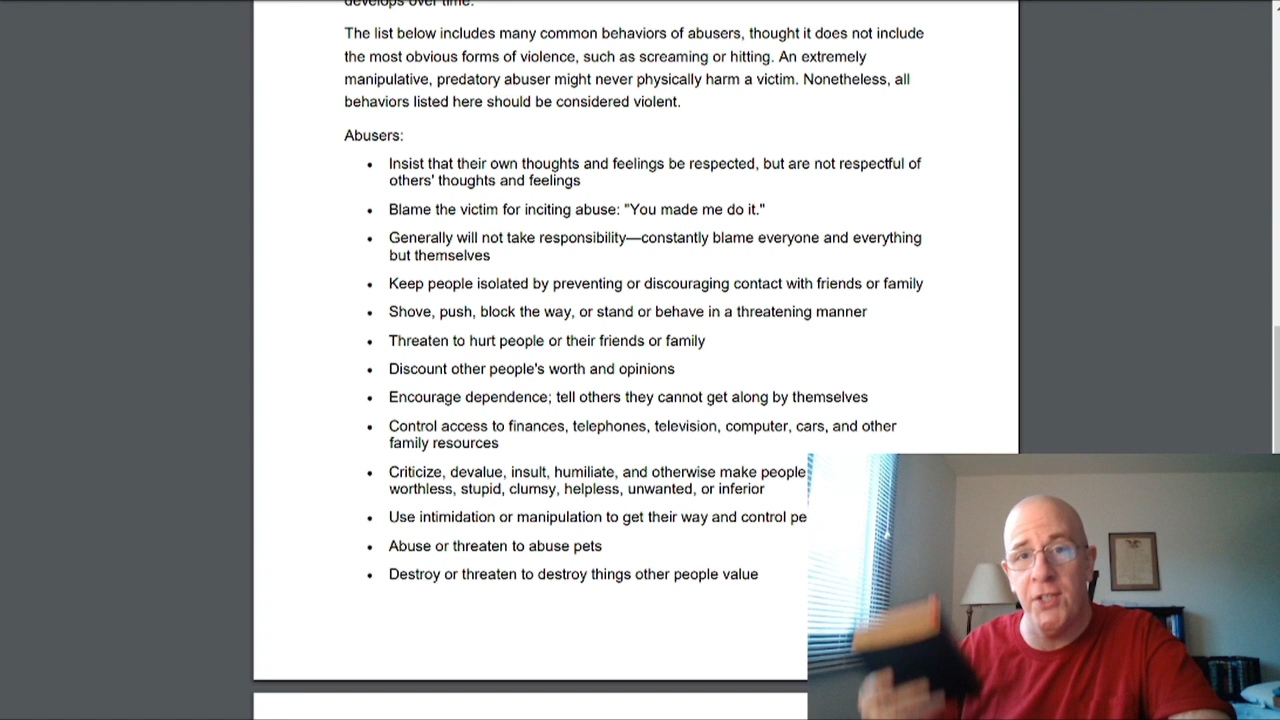 develops over time.
The list below includes many common behaviors of abusers, thought it does not include
the most obvious forms of violence, such as screaming or hitting. An extremely
manipulative, predatory abuser might never physically harm a victim. Nonetheless, all
behaviors listed here should be considered violent.
Abusers:
• Insist that their own thoughts and feelings be respected, but are not respectful of
others' thoughts and feelings
• Blame the victim for inciting abuse: "You made me do it."
• Generally will not take responsibility—constantly blame everyone and everything
but themselves
• Keep people isolated by preventing or discouraging contact with friends or family
• Shove, push, block the way, or stand or behave in a threatening manner
• Threaten to hurt people or their friends or family
• Discount other people's worth and opinions
• Encourage dependence; tell others they cannot get along by themselves
• Control access to finances, telephones, television, computer, cars, and other
family resources
• Criticize, devalue, insult, humiliate, and otherwise make people
worthless, stupid, clumsy, helpless, unwanted, or inferior
• Use intimidation or manipulation to get their way and control pe
• Abuse or threaten to abuse pets
• Destroy or threaten to destroy things other people value